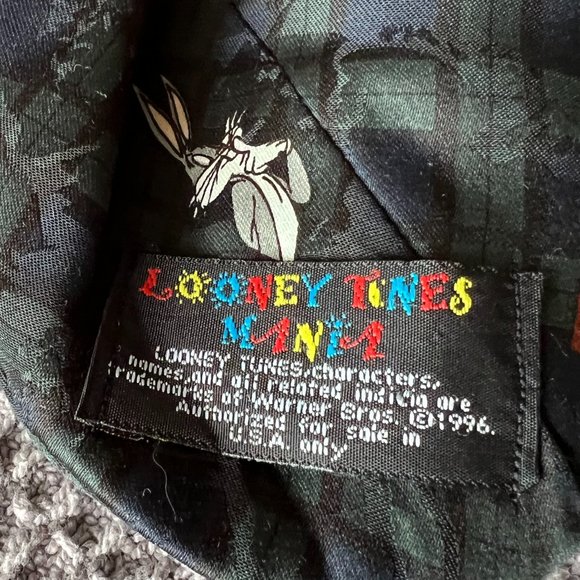 LOONEY TUNES
MANIA
LOONEY TUNES, characters,
names, and all related indivia are
trademarks of Warner Bros. ©1996.
Authorized for sale in
U.S.A only